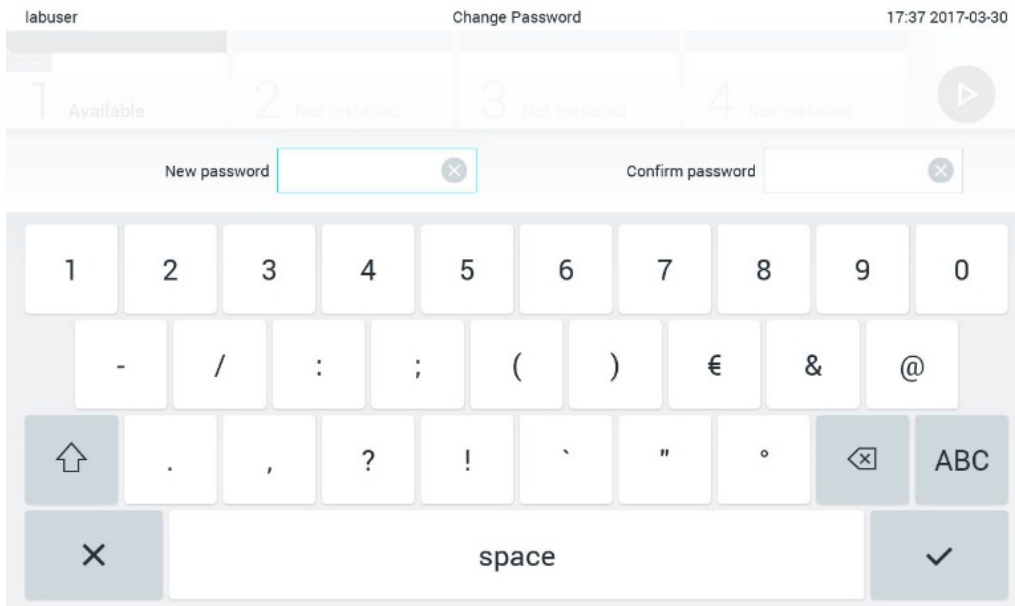 labuser Change Password 17:37 2017-03-30
1 Available 2 Not Installed 3 Not Installed 4 Not Installed
New password Confirm password
1 2 3 4 5 6 7 8 9 0
- / : ; ( ) € & @
. , ? ! ` " ° ABC
space